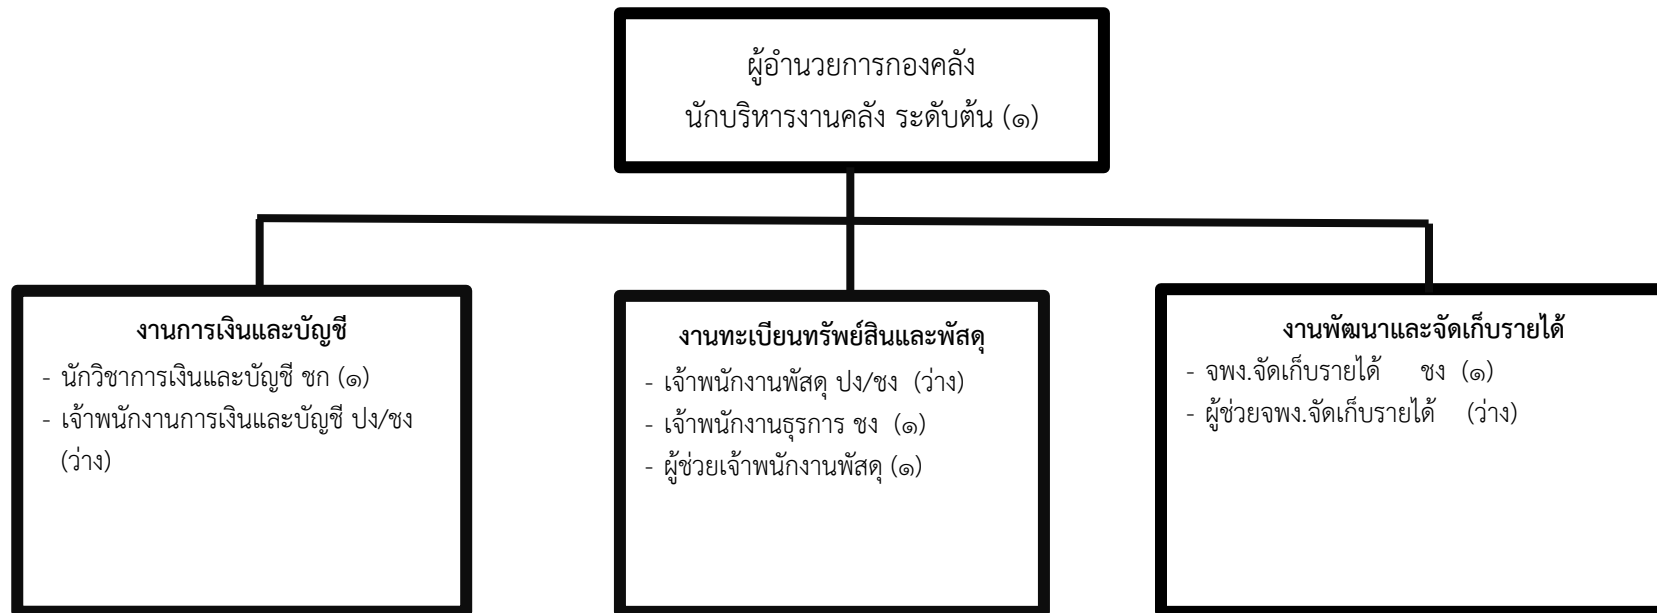 ผู้อำนวยการกองคลัง
นักบริหารงานคลัง ระดับต้น (๑)
งานการเงินและบัญชี
- นักวิชาการเงินและบัญชี ชก (๑)
- เจ้าพนักงานการเงินและบัญชี ปง/ชง
(ว่าง)
งานทะเบียนทรัพย์สินและพัสดุ
- เจ้าพนักงานพัสดุ ปง/ชง (ว่าง)
- เจ้าพนักงานธุรการ ชง (๑)
- ผู้ช่วยเจ้าพนักงานพัสดุ (๑)
งานพัฒนาและจัดเก็บรายได้
- จพง.จัดเก็บรายได้ ชง (๑)
- ผู้ช่วยจพง.จัดเก็บรายได้ (ว่าง)